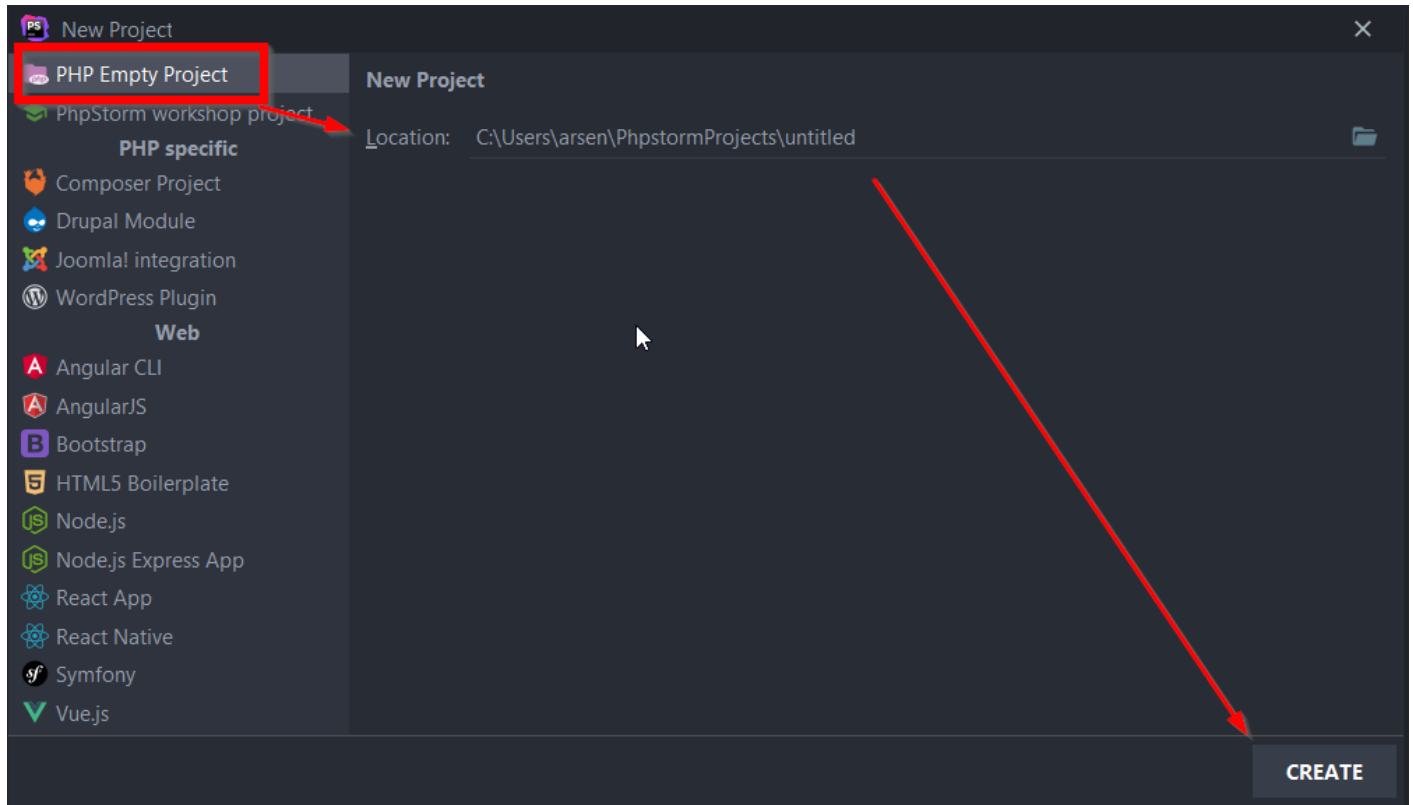 New Project
PHP Empty Project
PhpStorm workshop project
PHP specific
Composer Project
Drupal Module
Joomla! integration
WordPress Plugin
Web
Angular CLI
AngularJS
Bootstrap
HTML5 Boilerplate
Node.js
Node.js Express App
React App
React Native
Symfony
Vue.js
New Project
Location: C:\Users\arsen\PhpstormProjects\untitled
CREATE